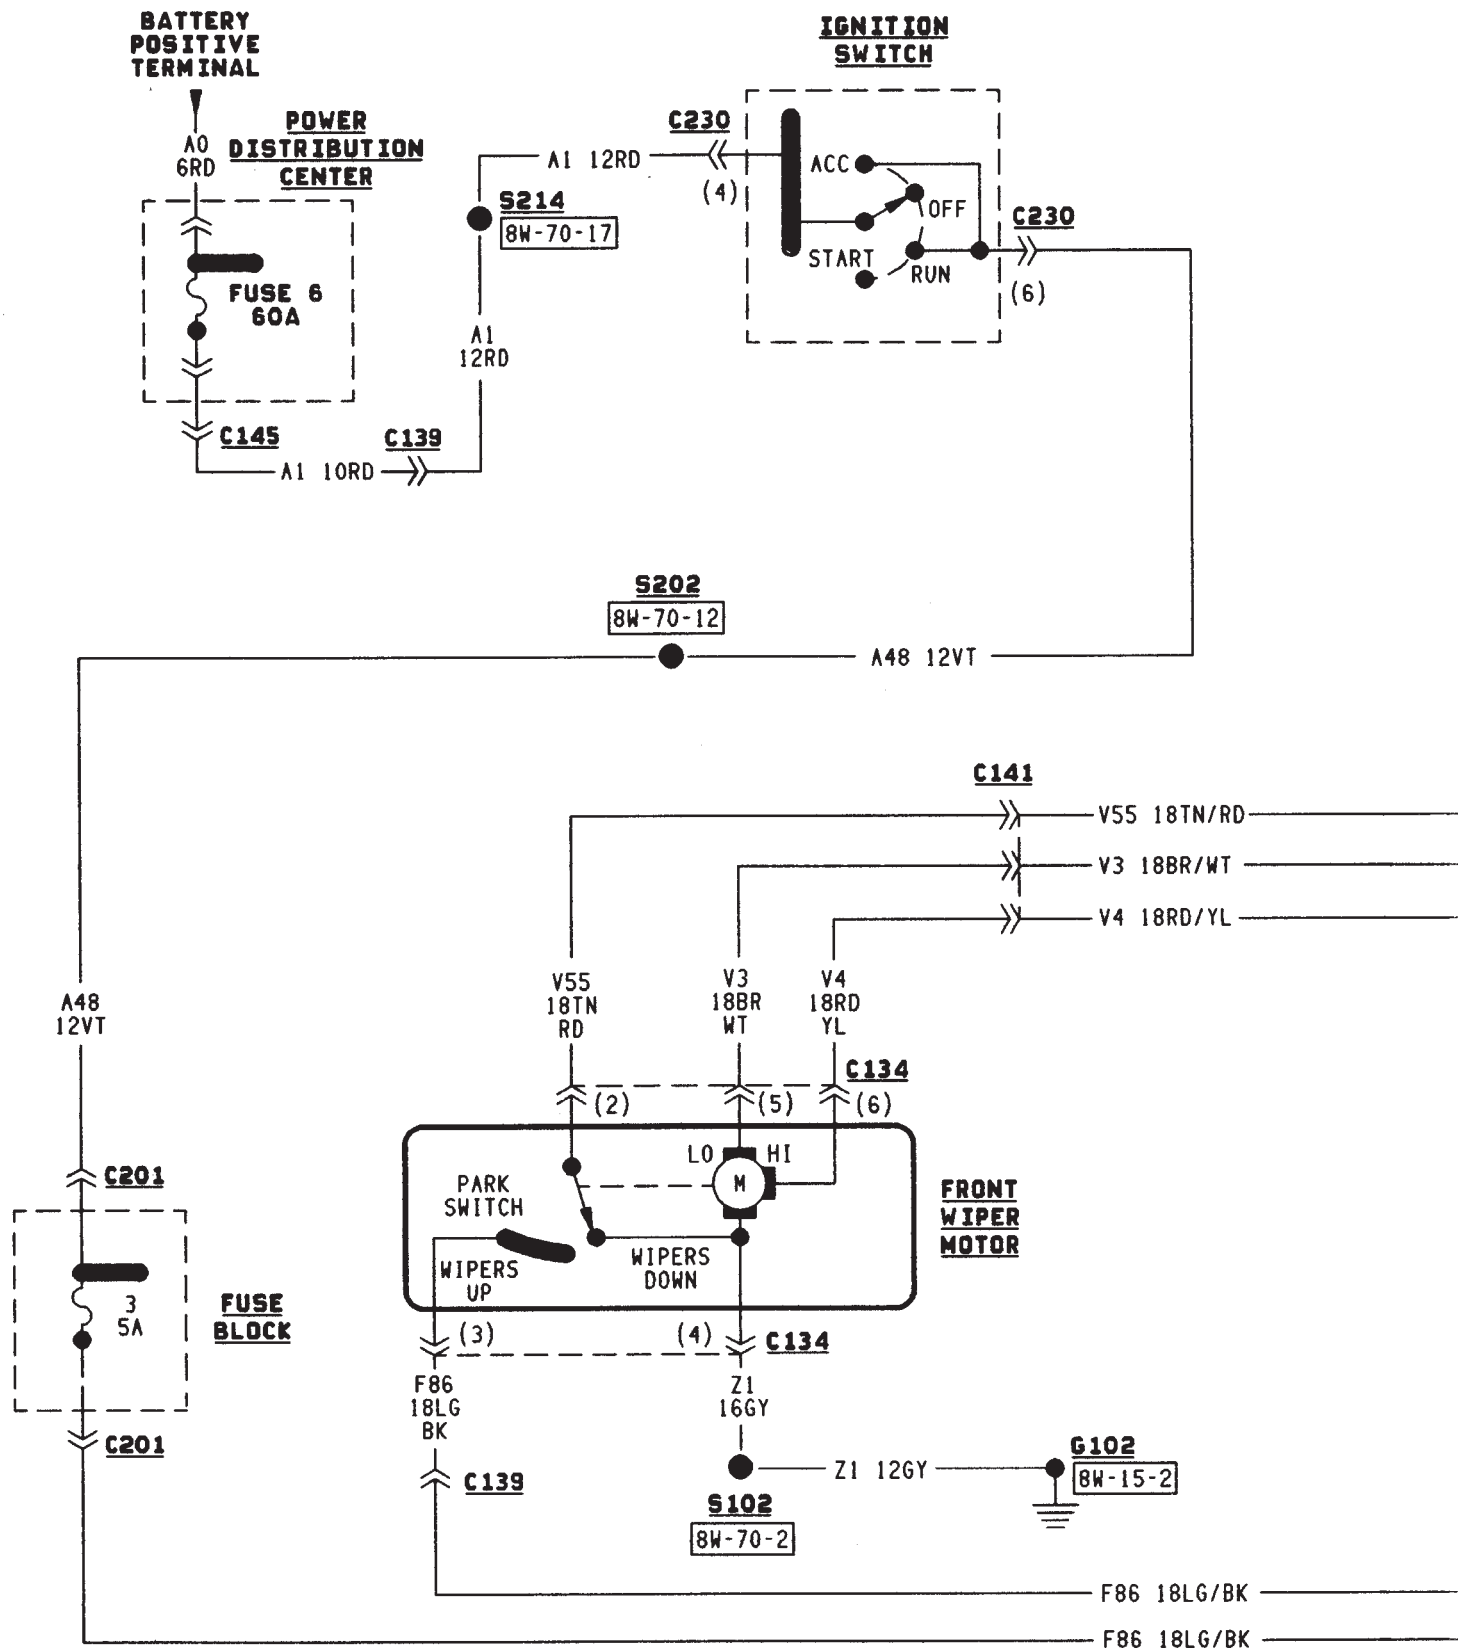 BATTERY
POSITIVE
TERMINAL
A0
6RD
POWER
DISTRIBUTION
CENTER
FUSE 6
60A
C145
A1 10RD
C139
A1
12RD
S214
8W-70-17
A1 12RD
C230
(4)
IGNITION
SWITCH
ACC
OFF
START
RUN
C230
(6)
S202
8W-70-12
A48 12VT
A48
12VT
C201
3
5A
FUSE
BLOCK
C201
C141
V55 18TN/RD
V3 18BR/WT
V4 18RD/YL
V55
18TN
RD
V3
18BR
WT
V4
18RD
YL
C134
(2)
(5)
(6)
LO
HI
M
PARK
SWITCH
WIPERS
UP
WIPERS
DOWN
FRONT
WIPER
MOTOR
(3)
(4)
C134
F86
18LG
BK
Z1
16GY
C139
S102
8W-70-2
Z1 12GY
G102
8W-15-2
F86 18LG/BK
F86 18LG/BK